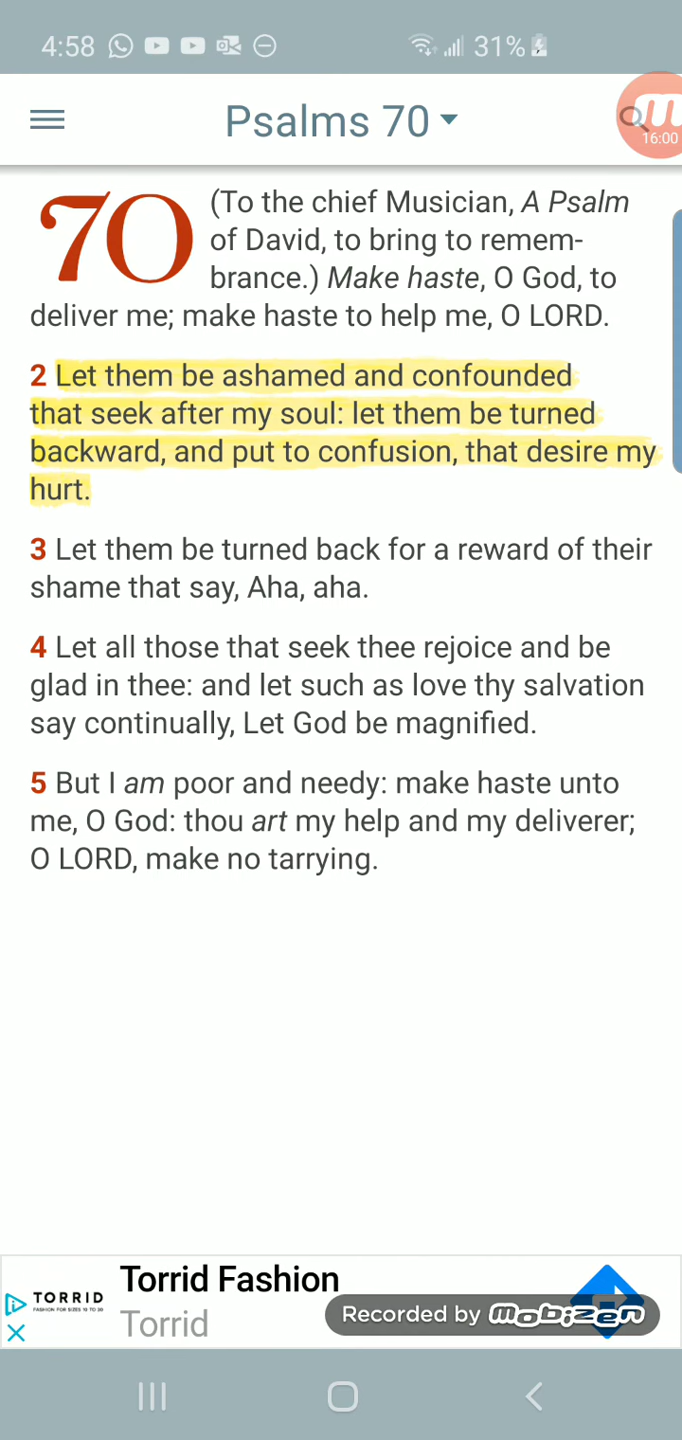 4:58 31%
Psalms 70
16:00
70 (To the chief Musician, A Psalm
of David, to bring to remem-
brance.) Make haste, O God, to
deliver me; make haste to help me, O LORD.
2 Let them be ashamed and confounded
that seek after my soul: let them be turned
backward, and put to confusion, that desire my
hurt.
3 Let them be turned back for a reward of their
shame that say, Aha, aha.
4 Let all those that seek thee rejoice and be
glad in thee: and let such as love thy salvation
say continually, Let God be magnified.
5 But I am poor and needy: make haste unto
me, O God: thou art my help and my deliverer;
O LORD, make no tarrying.
TORRID
FASHION FOR SIZES 10 TO 30
Torrid Fashion
Torrid
Recorded by mobizen